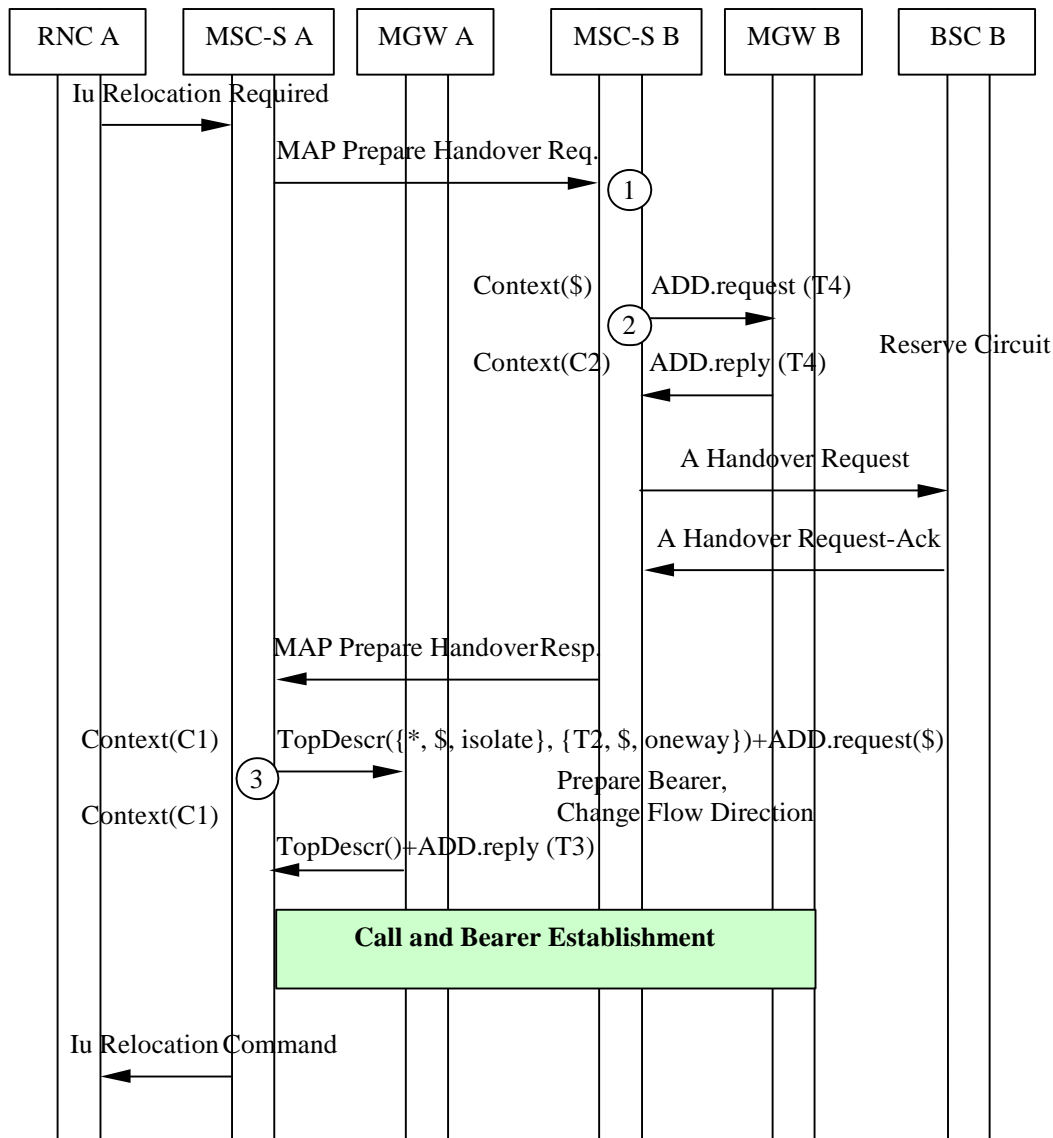 RNC A
MSC-S A
MGW A
MSC-S B
MGW B
BSC B
Iu Relocation Required
MAP Prepare Handover Req.
1
Context($)
ADD.request (T4)
2
Reserve Circuit
Context(C2)
ADD.reply (T4)
A Handover Request
A Handover Request-Ack
MAP Prepare Handover Resp.
Context(C1)
TopDescr({*, $, isolate}, {T2, $, oneway})+ADD.request($)
3
Prepare Bearer,
Change Flow Direction
Context(C1)
TopDescr()+ADD.reply (T3)
Call and Bearer Establishment
Iu Relocation Command